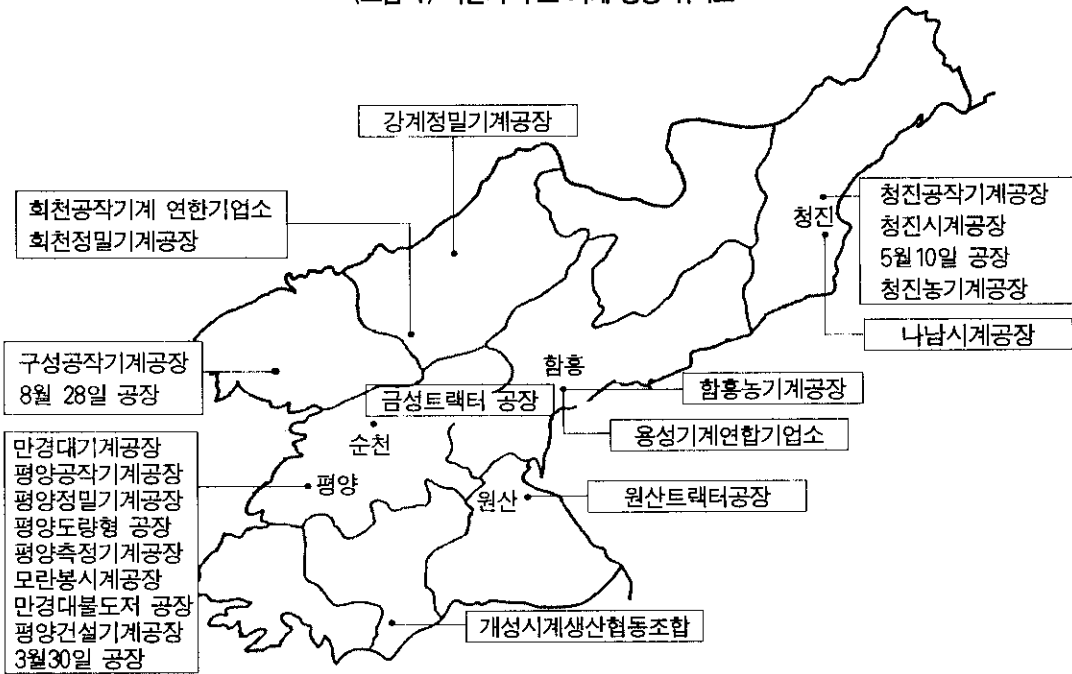 강계정밀기계공장
희천공작기계 연한기업소
희천정밀기계공장
청진
청진공작기계공장
청진시계공장
5월10일 공장
청진농기계공장
나남시계공장
구성공작기계공장
8월 28일 공장
함흥
금성트랙터 공장
함흥농기계공장
순천
용성기계연합기업소
만경대기계공장
평양공작기계공장
평양정밀기계공장
평양도량형 공장
평양측정기계공장
모란봉시계공장
만경대불도저 공장
평양건설기계공장
3월30일 공장
평양
원산
원산트랙터공장
개성시계생산협동조합